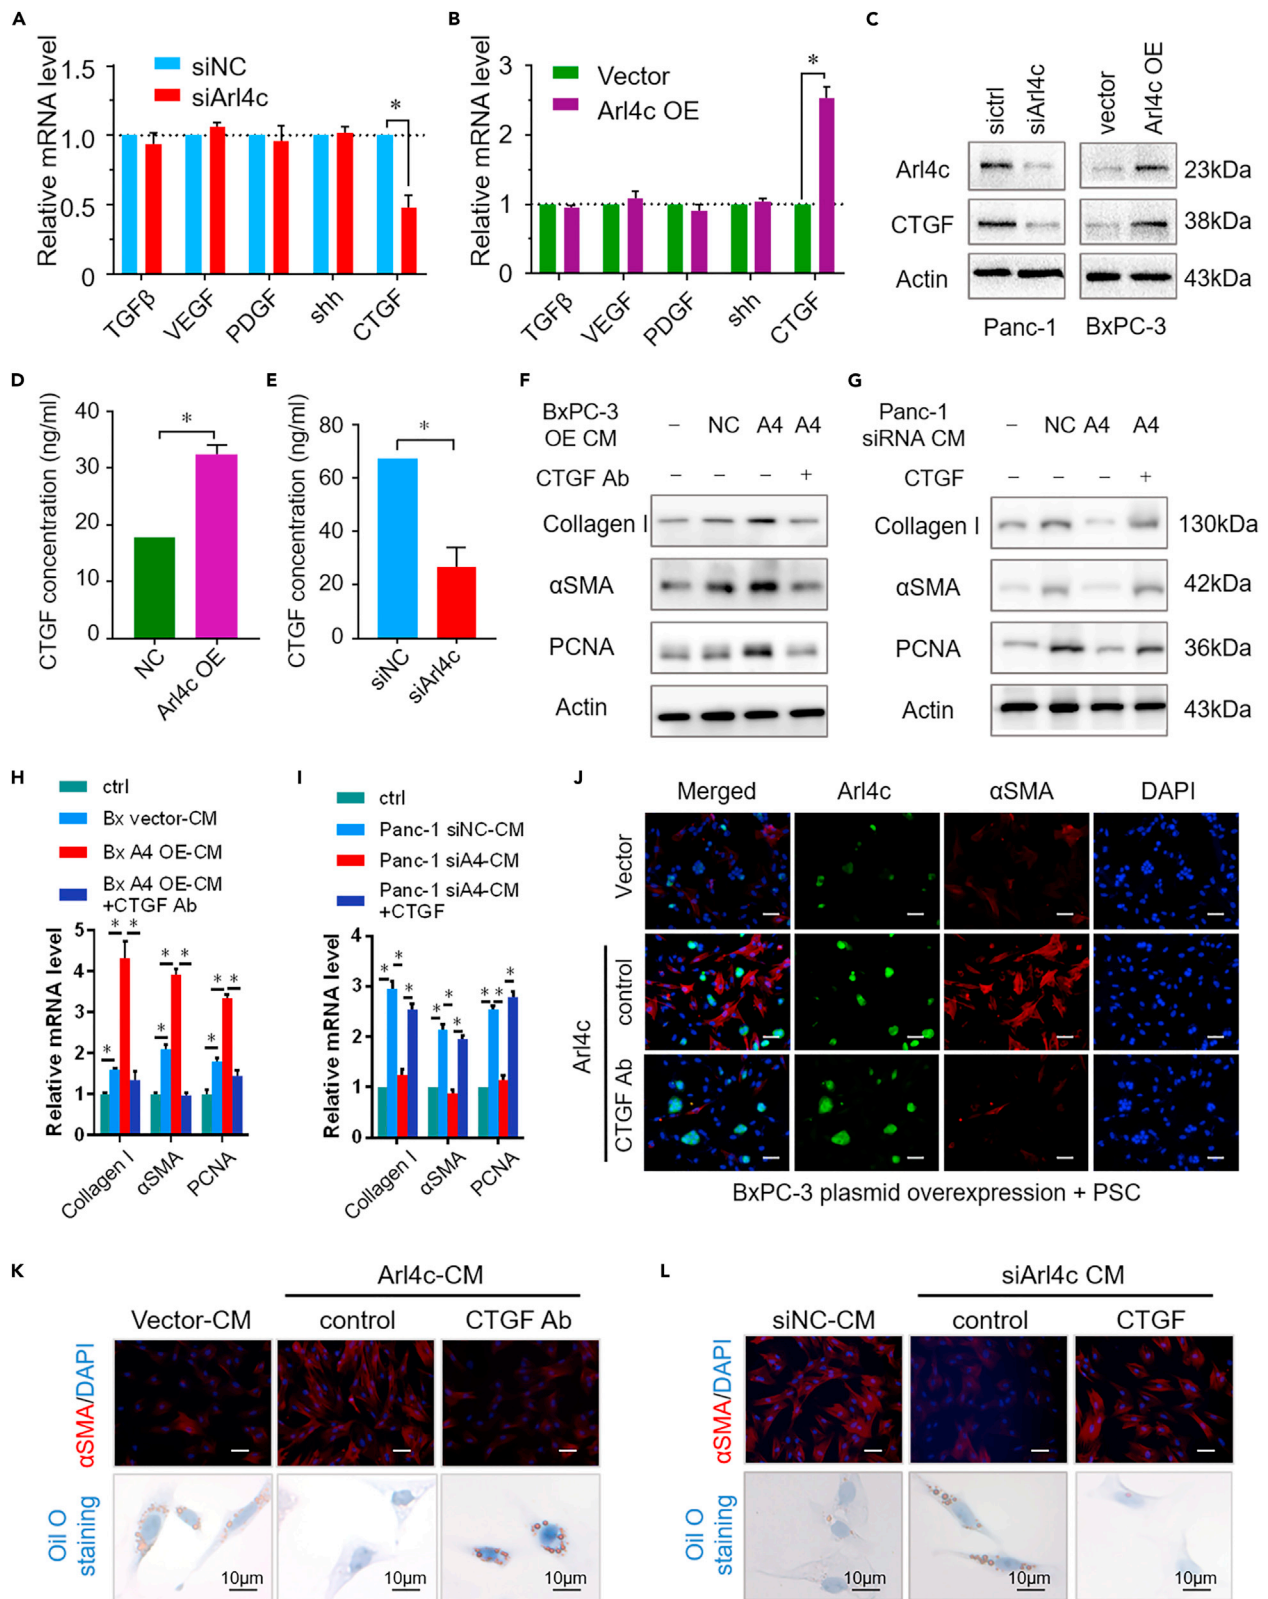 A
Relative mRNA level
siNC
siArl4c
1.5
1.0
0.5
0
*
TGFβ
VEGF
PDGF
shh
CTGF
B
Relative mRNA level
Vector
Arl4c OE
3
2
1
0
*
TGFβ
VEGF
PDGF
shh
CTGF
C
sictrl
siArl4c
vector
Arl4c OE
Arl4c
23kDa
CTGF
38kDa
Actin
43kDa
Panc-1
BxPC-3
D
CTGF concentration (ng/ml)
40
30
20
10
0
*
NC
Arl4c OE
E
CTGF concentration (ng/ml)
80
60
40
20
0
*
siNC
siArl4c
F
BxPC-3
OE CM
– NC A4 A4
CTGF Ab – – – +
Collagen I
αSMA
PCNA
Actin
G
Panc-1
siRNA CM
– NC A4 A4
CTGF – – – +
Collagen I 130kDa
αSMA 42kDa
PCNA 36kDa
Actin 43kDa
H
ctrl
Bx vector-CM
Bx A4 OE-CM
Bx A4 OE-CM
+CTGF Ab
Relative mRNA level
5
4
3
2
1
0
* * *
* * *
* * *
Collagen I
αSMA
PCNA
I
ctrl
Panc-1 siNC-CM
Panc-1 siA4-CM
Panc-1 siA4-CM
+CTGF
Relative mRNA level
4
3
2
1
0
* * *
* * *
* * *
Collagen I
αSMA
PCNA
J
Merged Arl4c αSMA DAPI
Vector
Arl4c
control
CTGF Ab
BxPC-3 plasmid overexpression + PSC
K
Arl4c-CM
Vector-CM control CTGF Ab
αSMA/DAPI
Oil O
staining
10μm 10μm 10μm
L
siArl4c CM
siNC-CM control CTGF
αSMA/DAPI
Oil O
staining
10μm 10μm 10μm